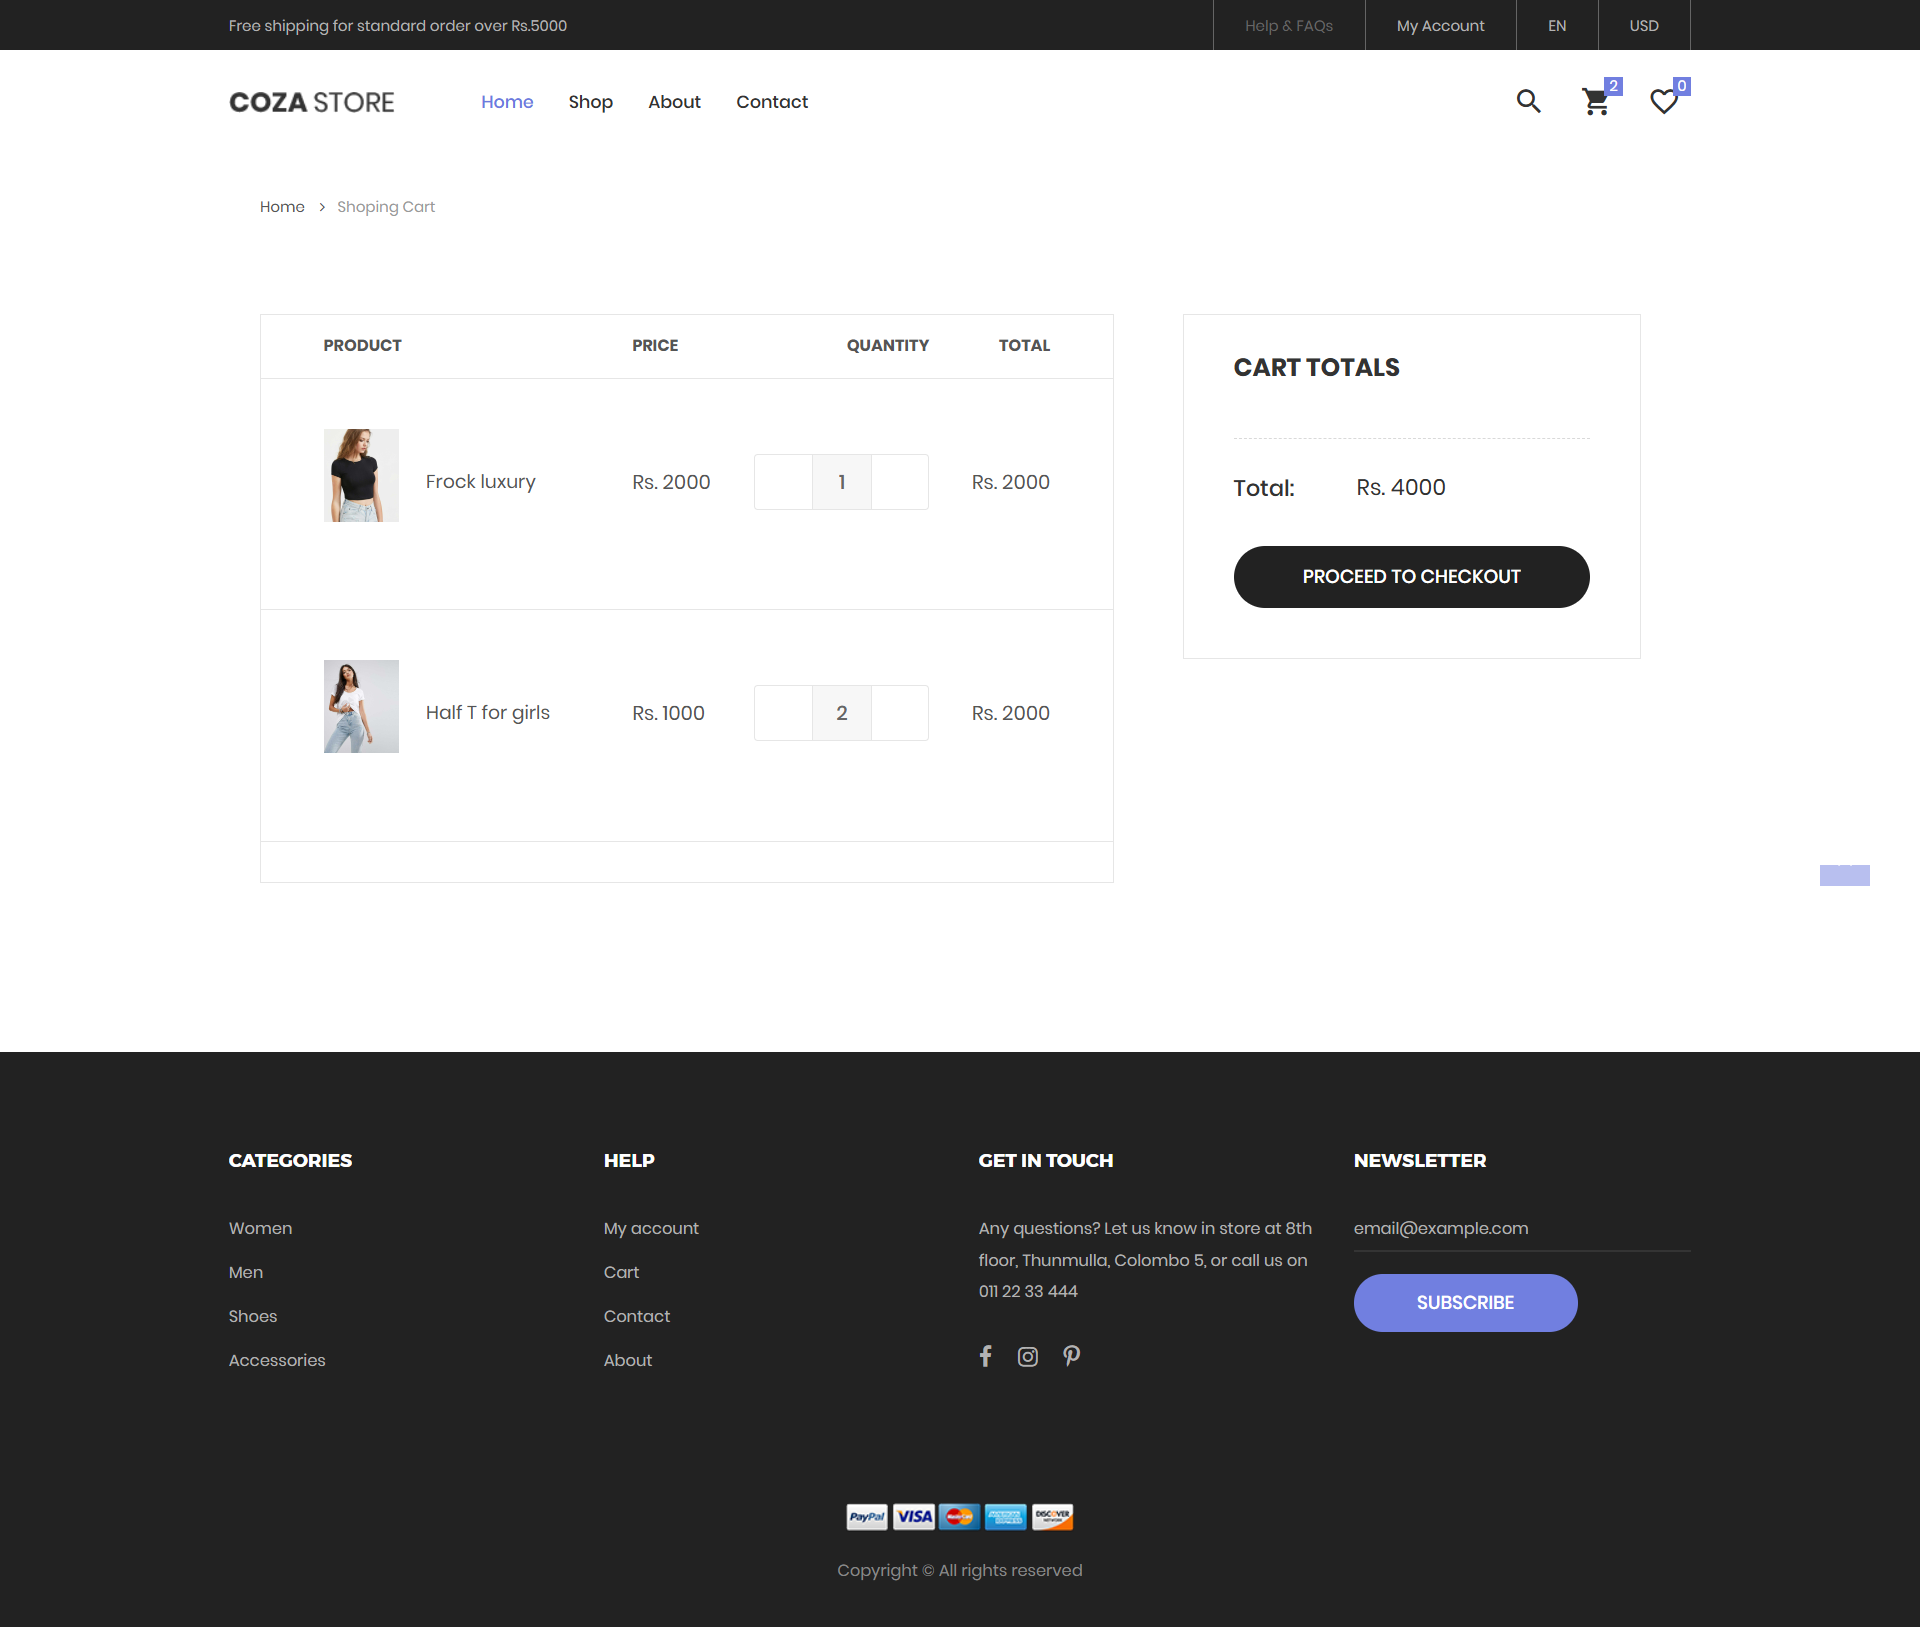 Free shipping for standard order over Rs.5000
Help & FAQs
My Account
EN
USD
COZA STORE
Home
Shop
About
Contact
2
0
Home > Shoping Cart
PRODUCT PRICE QUANTITY TOTAL
Frock luxury Rs. 2000 1 Rs. 2000
Half T for girls Rs. 1000 2 Rs. 2000
CART TOTALS
Total: Rs. 4000
PROCEED TO CHECKOUT
CATEGORIES
Women
Men
Shoes
Accessories
HELP
My account
Cart
Contact
About
GET IN TOUCH
Any questions? Let us know in store at 8th
floor, Thunmulla, Colombo 5, or call us on
011 22 33 444
NEWSLETTER
email@example.com
SUBSCRIBE
PayPal VISA MasterCard AMERICAN EXPRESS DISCOVER NETWORK
Copyright © All rights reserved